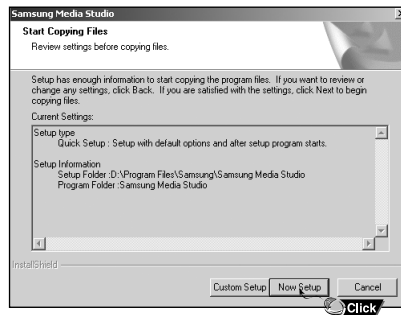 Samsung Media Studio
Start Copying Files
Review settings before copying files.
Setup has enough information to start copying the program files. If you want to review or
change any settings, click Back. If you are satisfied with the settings, click Next to begin
copying files.
Current Settings:
Setup type
Quick Setup : Setup with default options and after setup program starts.
Setup Information
Setup Folder :D:\Program Files\Samsung\Samsung Media Studio
Program Folder :Samsung Media Studio
InstallShield
Custom Setup Now Setup Cancel
Click